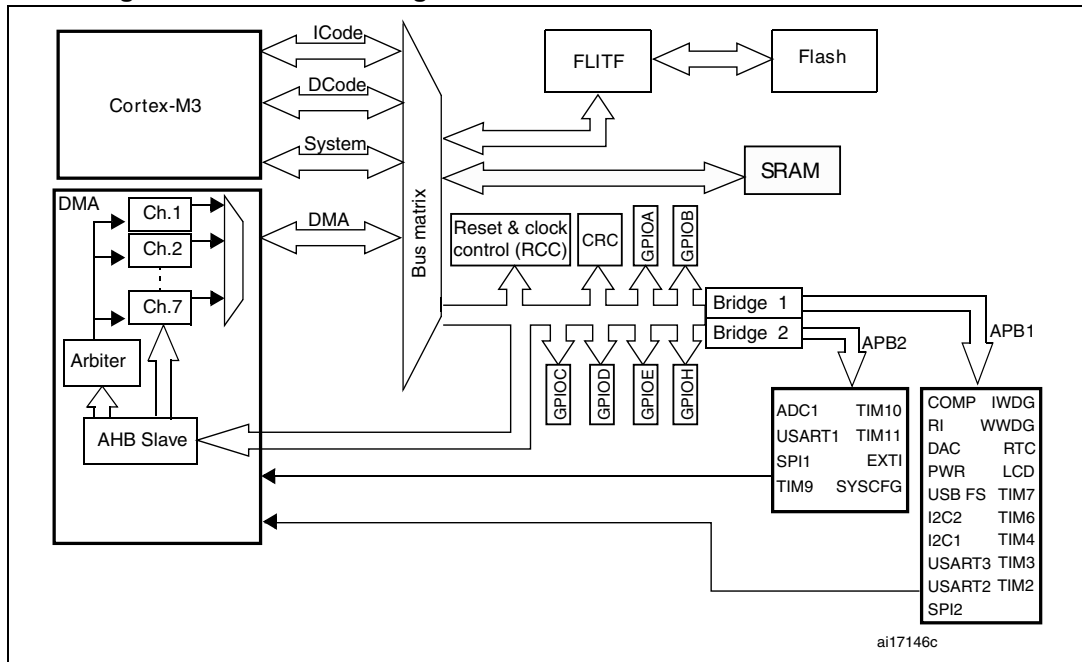 ICode
Cortex-M3
DCode
System
DMA
Bus matrix
FLITF
Flash
SRAM
DMA
Ch.1
Ch.2
Ch.7
Arbiter
AHB Slave
Reset & clock
control (RCC)
CRC
GPIOA
GPIOB
Bridge 1
Bridge 2
APB2
APB1
GPIOC
GPIOD
GPIOE
GPIOH
ADC1 TIM10
USART1 TIM11
SPI1 EXTI
TIM9 SYSCFG
COMP IWDG
RI WWDG
DAC RTC
PWR LCD
USB FS TIM7
I2C2 TIM6
I2C1 TIM4
USART3 TIM3
USART2 TIM2
SPI2
ai17146c